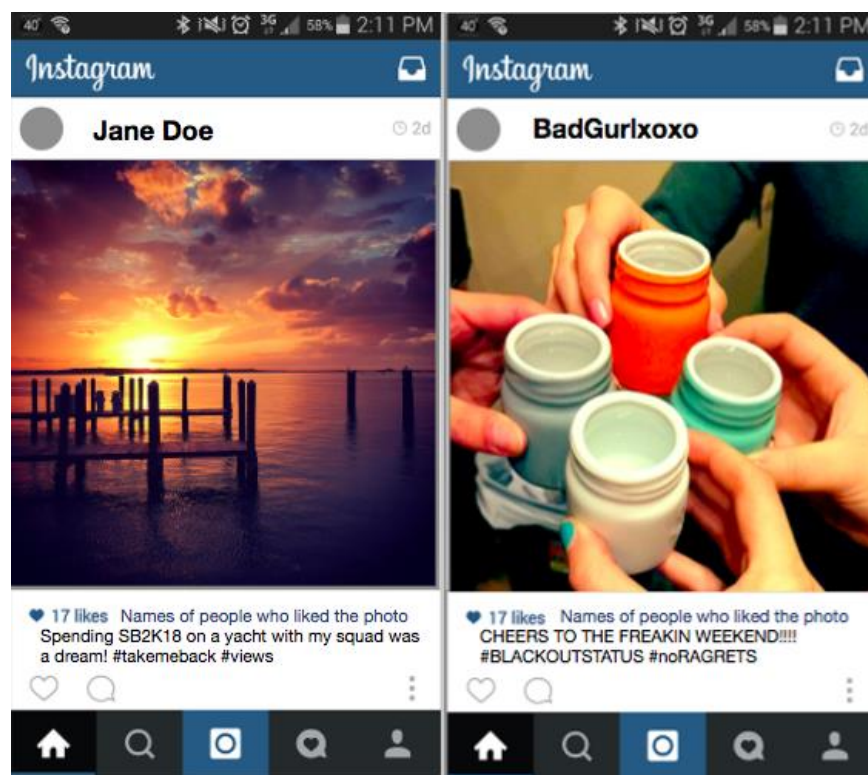 40° 3G 58% 2:11 PM
Instagram
Jane Doe
2d
17 likes Names of people who liked the photo
Spending SB2K18 on a yacht with my squad was
a dream! #takemeback #views
40° 3G 58% 2:11 PM
Instagram
BadGurlxoxo
2d
17 likes Names of people who liked the photo
CHEERS TO THE FREAKIN WEEKEND!!!!
#BLACKOUTSTATUS #noRAGRETS